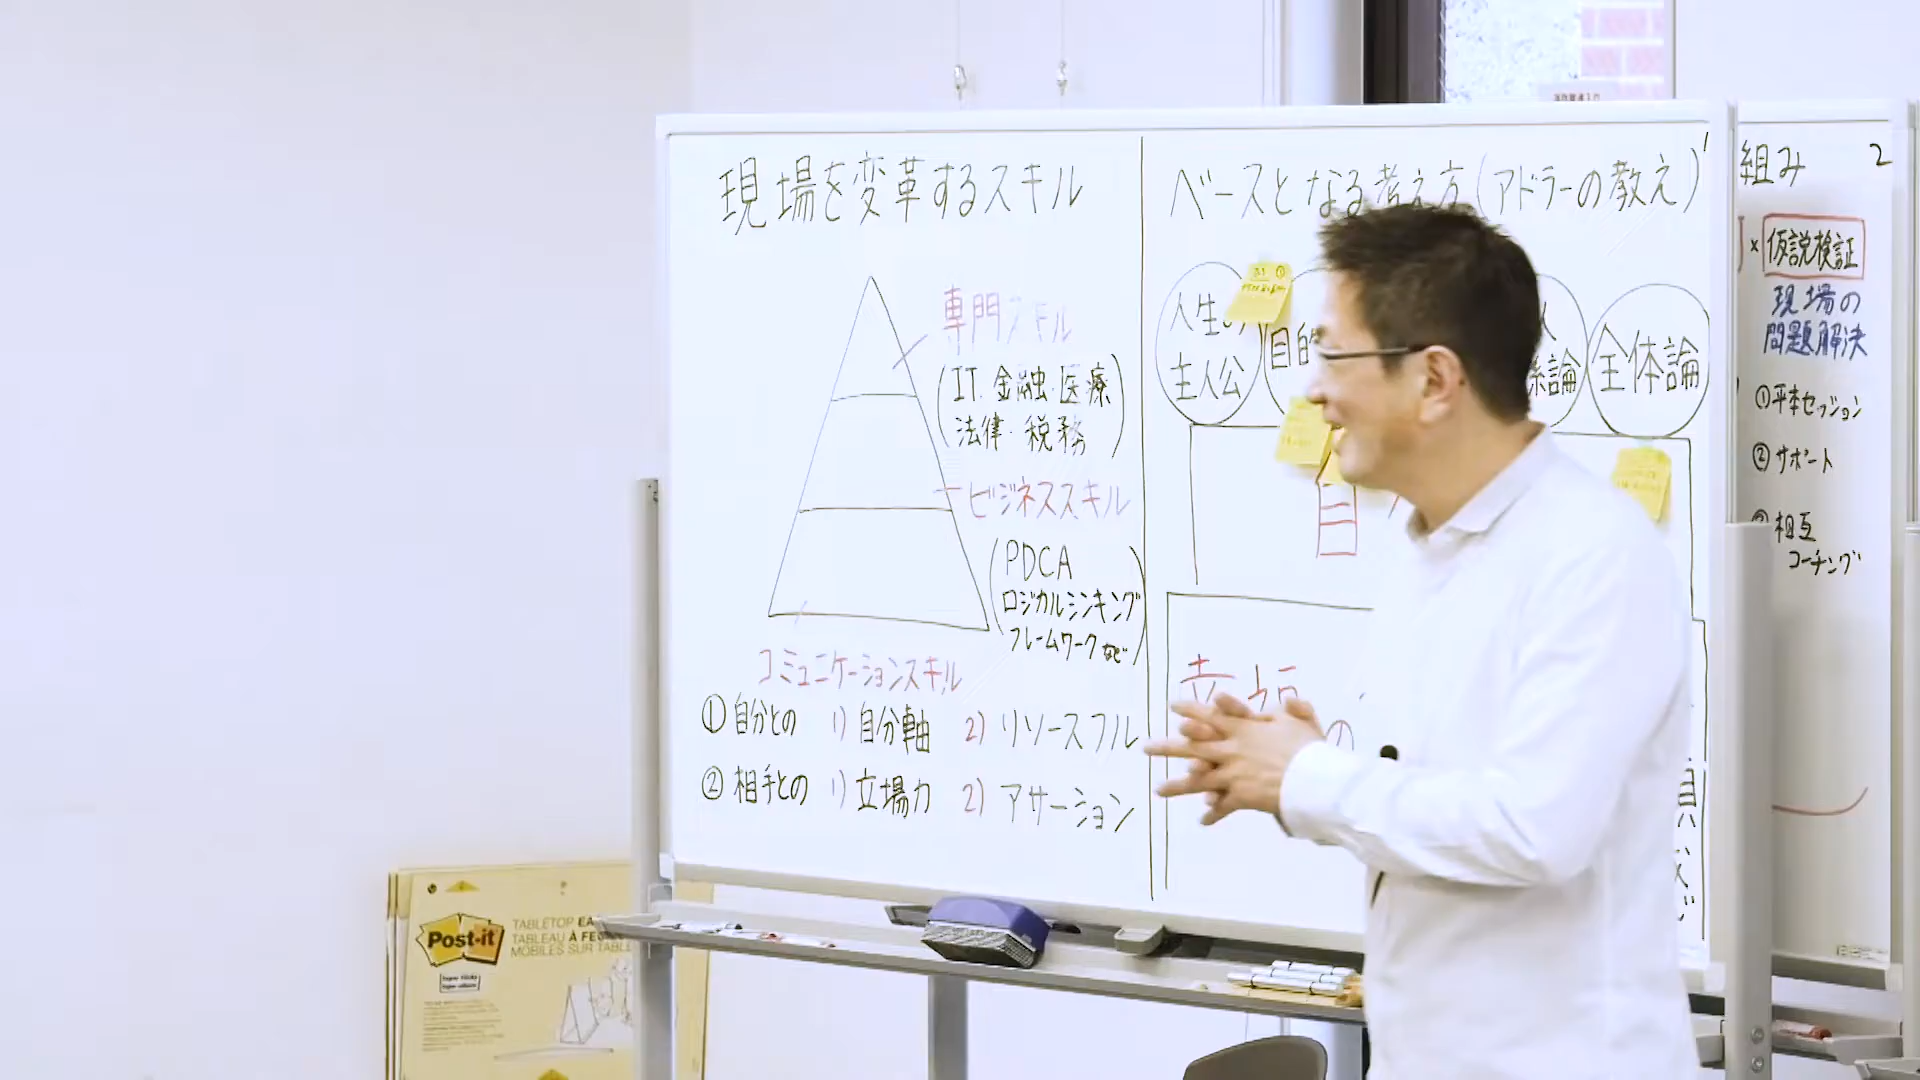 現場を変革するスキル
専門スキル
(IT.金融・医療
法律・税務)
ビジネススキル
(PDCA
ロジカルシンキング
フレームワークなど)
コミュニケーションスキル
①自分との 1)自分軸 2)リソースフル
②相手との 1)立場力 2)アサーション
ベースとなる考え方(アドラーの教え)
人生の
主人公
目的
係論
全体論
自
立場
の
組み 2
×仮説検証
現場の
問題解決
①平本セッション
②サポート
相互
コーチング
Post-it
Super Sticky
TABLETOP EA
TABLEAU À FEU
MOBILES SUR TABLE